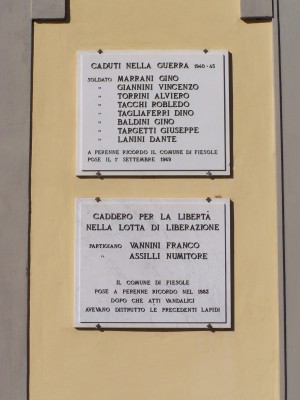 CADUTI NELLA GUERRA 1940-45
SOLDATO MARRANI GINO
" GIANNINI VINCENZO
" TORRINI ALVIERO
" TACCHI ROBLEDO
" TAGLIAFERRI DINO
" BALDINI GINO
" TARGETTI GIUSEPPE
" LANINI DANTE
A PERENNE RICORDO IL COMUNE DI FIESOLE
POSE IL 7 SETTEMBRE 1969
CADDERO PER LA LIBERTÀ
NELLA LOTTA DI LIBERAZIONE
PARTIGIANO VANNINI FRANCO
" ASSILLI NUMITORE
IL COMUNE DI FIESOLE
POSE A PERENNE RICORDO NEL 1983
DOPO CHE ATTI VANDALICI
AVEVANO DISTRUTTO LE PRECEDENTI LAPIDI